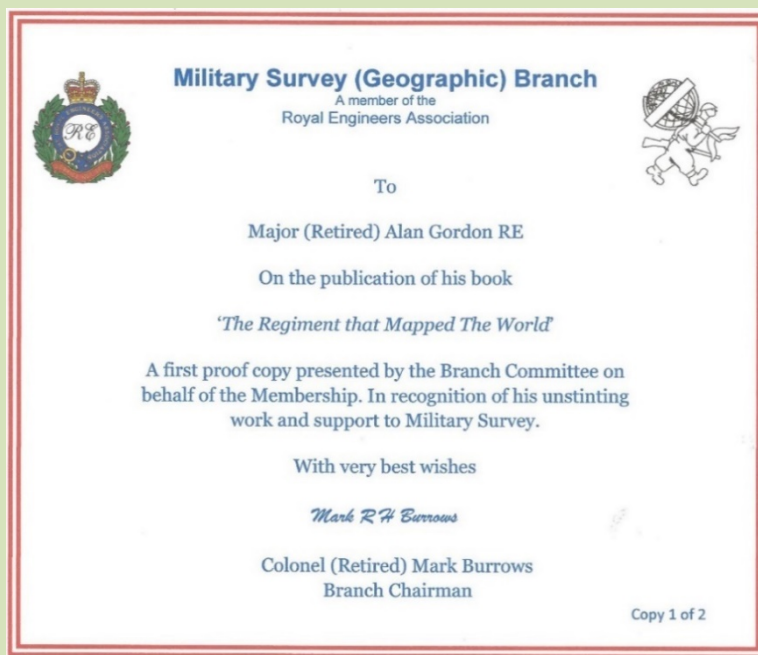 Military Survey (Geographic) Branch
A member of the
Royal Engineers Association
RE
To
Major (Retired) Alan Gordon RE
On the publication of his book
‘The Regiment that Mapped The World’
A first proof copy presented by the Branch Committee on
behalf of the Membership. In recognition of his unstinting
work and support to Military Survey.
With very best wishes
Mark R H Burrows
Colonel (Retired) Mark Burrows
Branch Chairman
Copy 1 of 2